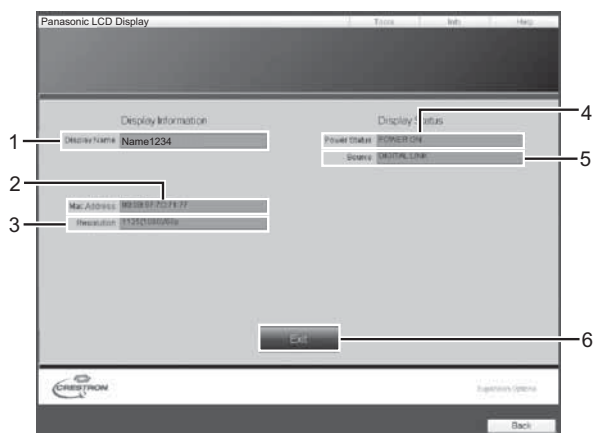 Panasonic LCD Display
Tools Info Help
Display Information
Display Status
4
1
Display Name Name1234
Power Status POWER ON
Source DIGITAL LINK
5
2
Mac Address
3
Resolution
Exit
6
CRESTRON
Back